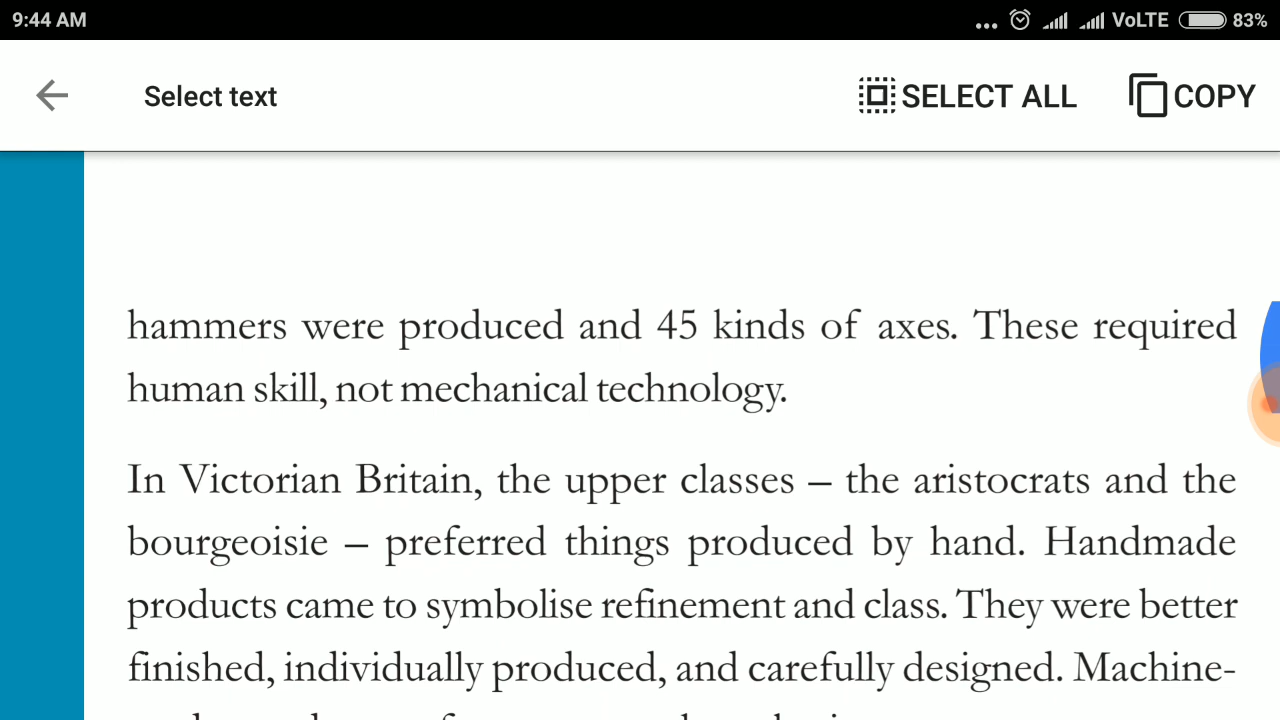 9:44 AM
... VoLTE 83%
Select text
SELECT ALL
COPY
hammers were produced and 45 kinds of axes. These required
human skill, not mechanical technology.
In Victorian Britain, the upper classes – the aristocrats and the
bourgeoisie – preferred things produced by hand. Handmade
products came to symbolise refinement and class. They were better
finished, individually produced, and carefully designed. Machine-